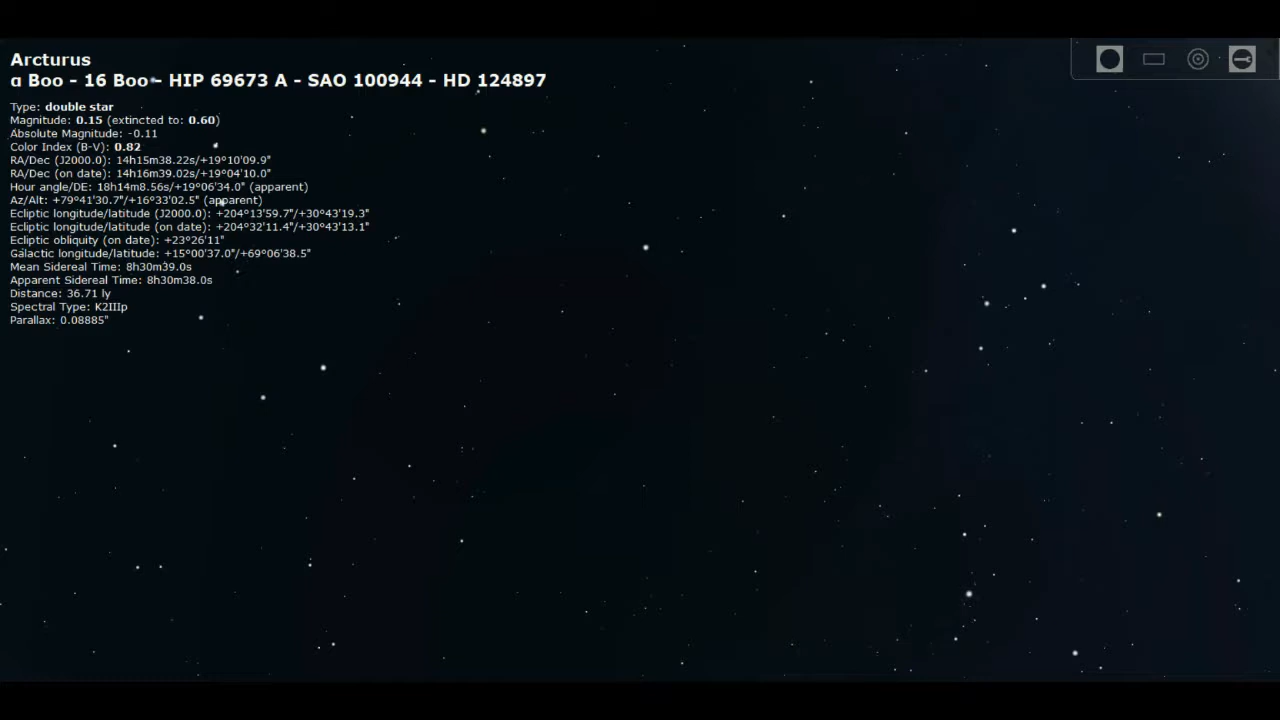 Arcturus
α Boo - 16 Boo - HIP 69673 A - SAO 100944 - HD 124897
Type: double star
Magnitude: 0.15 (extincted to: 0.60)
Absolute Magnitude: -0.11
Color Index (B-V): 0.82
RA/Dec (J2000.0): 14h15m38.22s/+19°10'09.9"
RA/Dec (on date): 14h16m39.02s/+19°04'10.0"
Hour angle/DE: 18h14m8.56s/+19°06'34.0" (apparent)
Az/Alt: +79°41'30.7"/+16°33'02.5" (apparent)
Ecliptic longitude/latitude (J2000.0): +204°13'59.7"/+30°43'19.3"
Ecliptic longitude/latitude (on date): +204°32'11.4"/+30°43'13.1"
Ecliptic obliquity (on date): +23°26'11"
Galactic longitude/latitude: +15°00'37.0"/+69°06'38.5"
Mean Sidereal Time: 8h30m39.0s
Apparent Sidereal Time: 8h30m38.0s
Distance: 36.71 ly
Spectral Type: K2IIIp
Parallax: 0.08885"